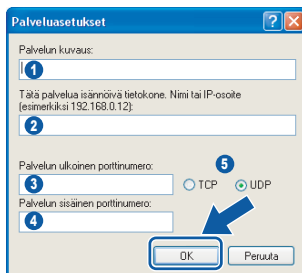 Palveluasetukset
Palvelun kuvaus:
1
Tätä palvelua isännöivä tietokone. Nimi tai IP-osoite
(esimerkiksi 192.168.0.12):
2
Palvelun ulkoinen porttinumero:
5
3
TCP UDP
Palvelun sisäinen porttinumero:
4
OK Peruuta